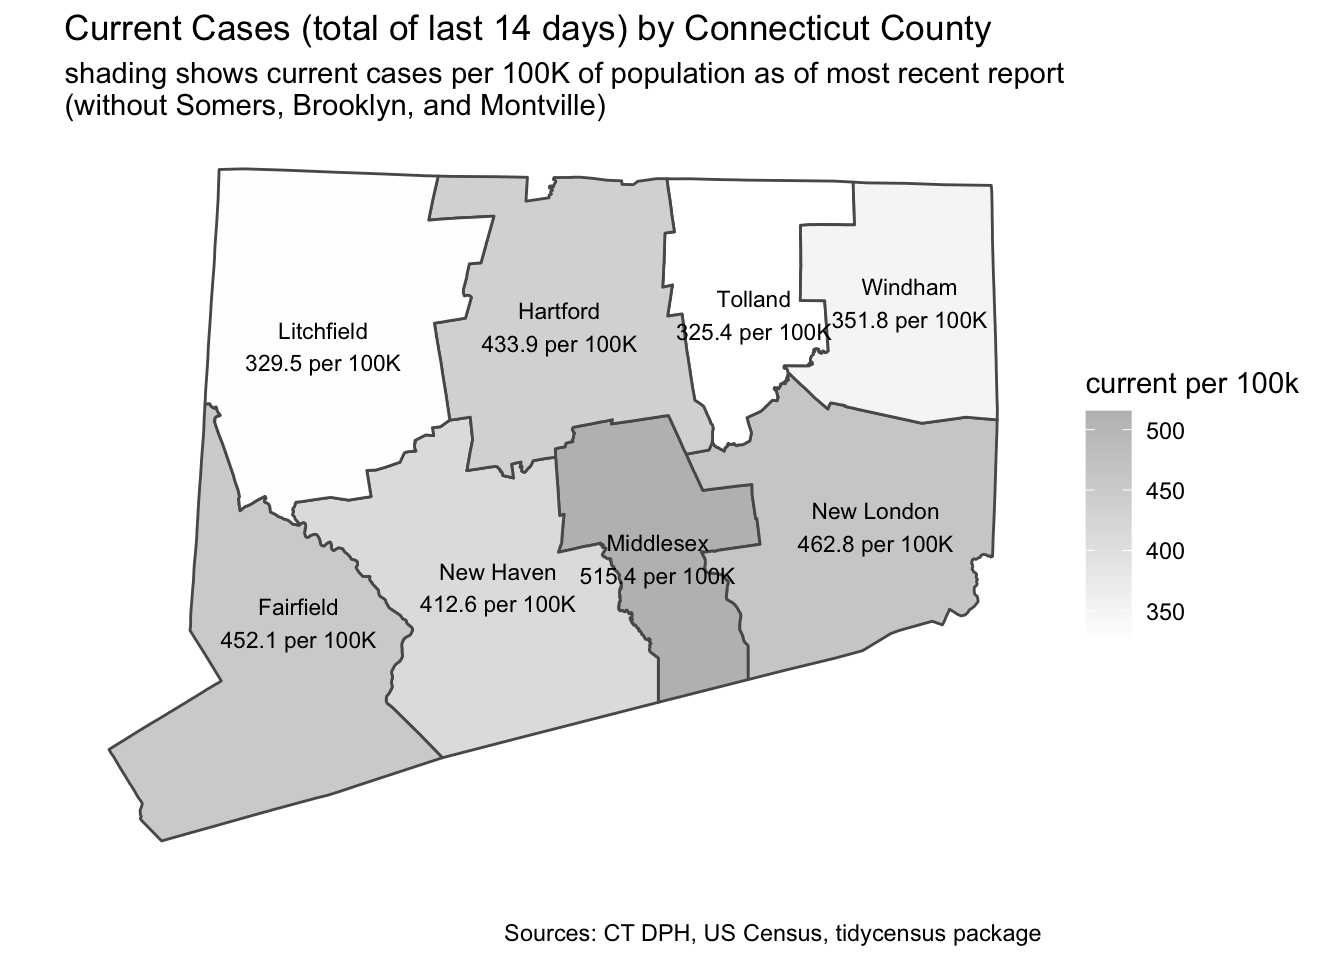 Current Cases (total of last 14 days) by Connecticut County
shading shows current cases per 100K of population as of most recent report
(without Somers, Brooklyn, and Montville)
Litchfield
329.5 per 100K
Hartford
433.9 per 100K
Tolland
325.4 per 100K
Windham
351.8 per 100K
Fairfield
452.1 per 100K
New Haven
412.6 per 100K
Middlesex
515.4 per 100K
New London
462.8 per 100K
current per 100k
500
450
400
350
Sources: CT DPH, US Census, tidycensus package